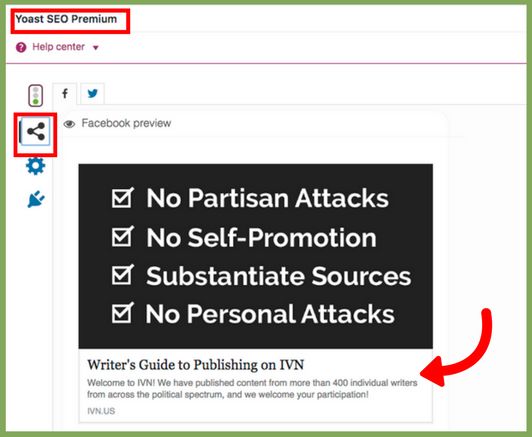 Yoast SEO Premium
Help center
Facebook preview
No Partisan Attacks
No Self-Promotion
Substantiate Sources
No Personal Attacks
Writer's Guide to Publishing on IVN
Welcome to IVN! We have published content from more than 400 individual writers
from across the political spectrum, and we welcome your participation!
IVN.US